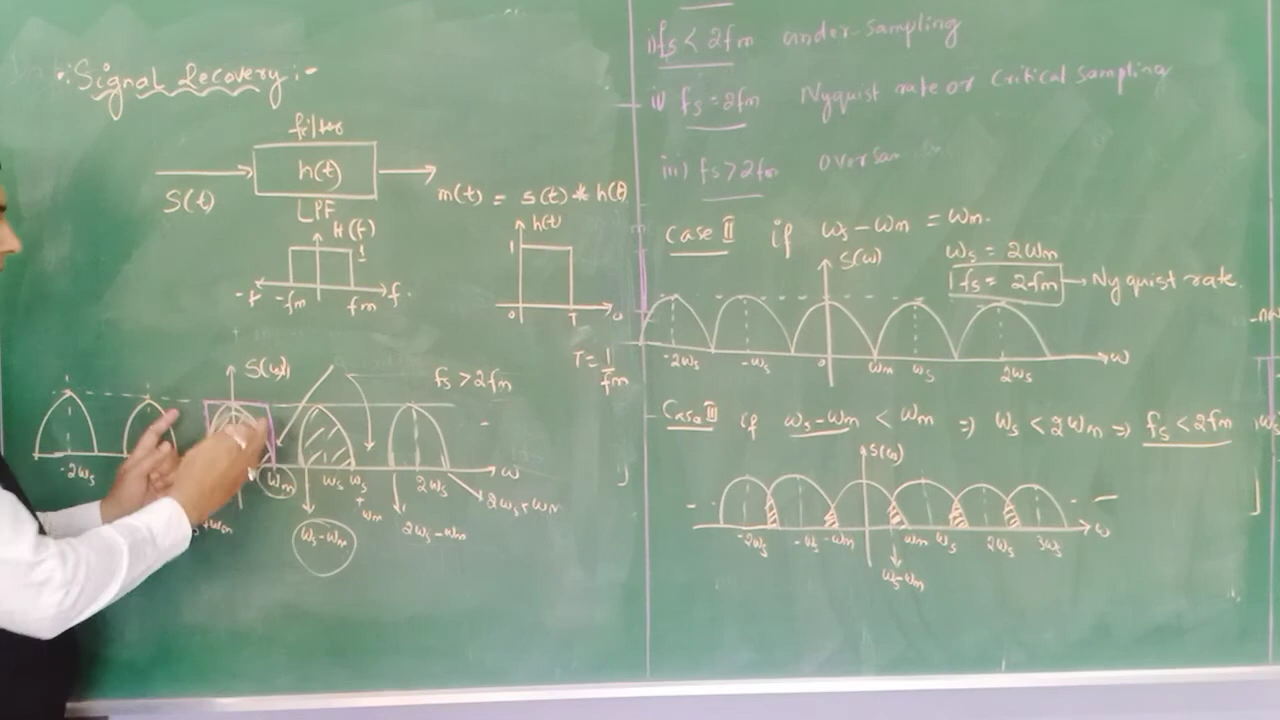 Signal Recovery :-
filter
h(t)
S(t)
LPF
m(t) = s(t) * h(t)
H(f)
1
-f -fm fm f
h(t)
1
0 T
T = 1/fm
S(ω)
fs > 2fm
-2ωs ωm ωs ωs + ωm 2ωs ω
2ωs+ωm
ωs-ωm 2ωs-ωm
i) fs < 2fm under-sampling
ii) fs = 2fm Nyquist rate or Critical sampling
iii) fs > 2fm oversam
Case II if ωs - ωm = ωm.
ωs = 2ωm
S(ω)
fs = 2fm → Nyquist rate.
-2ωs -ωs 0 ωm ωs 2ωs ω
Case III if ωs-ωm < ωm ⇒ ωs < 2ωm ⇒ fs < 2fm
S(ω)
-2ωs -ωs -ωm ωm ωs 2ωs 3ωs ω
ωs-ωm